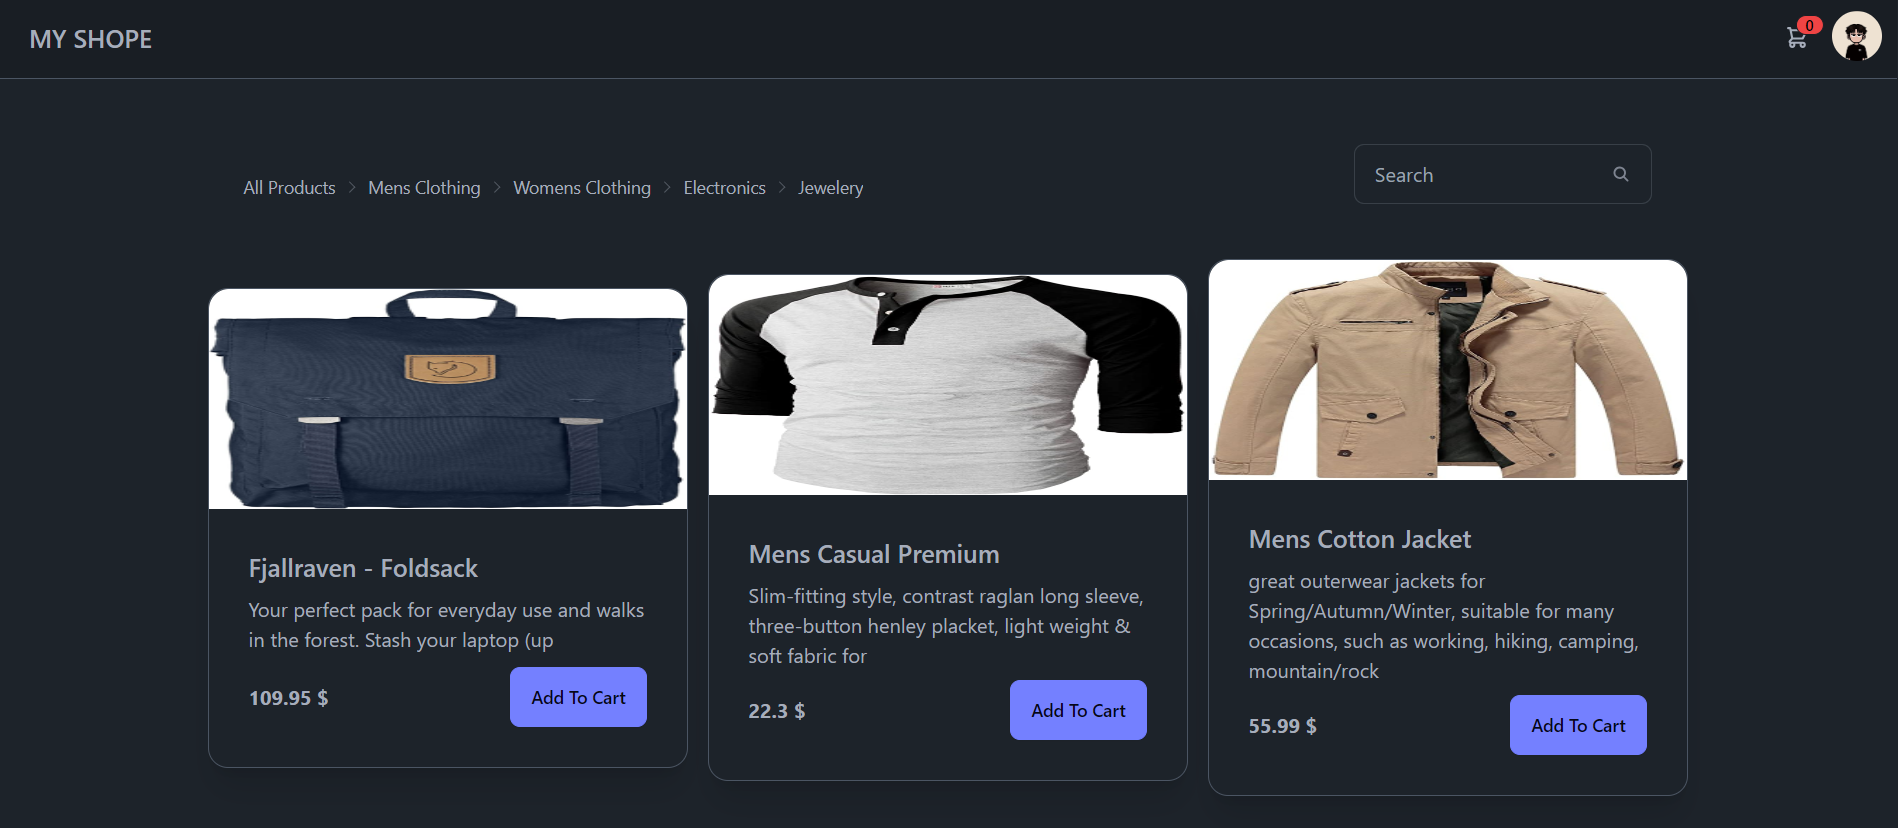 MY SHOPE
0
All Products > Mens Clothing > Womens Clothing > Electronics > Jewelery
Search
Fjallraven - Foldsack
Your perfect pack for everyday use and walks
in the forest. Stash your laptop (up
109.95 $
Add To Cart
Mens Casual Premium
Slim-fitting style, contrast raglan long sleeve,
three-button henley placket, light weight &
soft fabric for
22.3 $
Add To Cart
Mens Cotton Jacket
great outerwear jackets for
Spring/Autumn/Winter, suitable for many
occasions, such as working, hiking, camping,
mountain/rock
55.99 $
Add To Cart